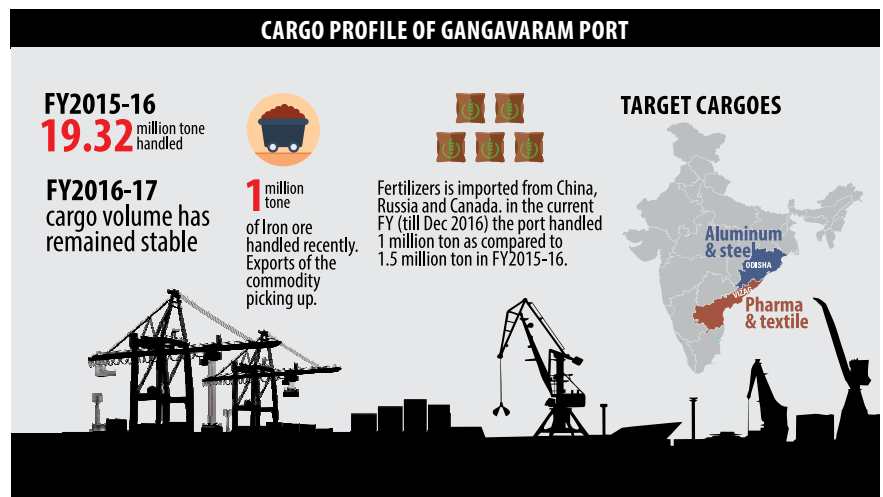 CARGO PROFILE OF GANGAVARAM PORT
FY2015-16
19.32 million tone
handled
FY2016-17
cargo volume has
remained stable
1 million
tone
of Iron ore
handled recently.
Exports of the
commodity
picking up.
Fertilizers is imported from China,
Russia and Canada. in the current
FY (till Dec 2016) the port handled
1 million ton as compared to
1.5 million ton in FY2015-16.
TARGET CARGOES
Aluminum
& steel
ODISHA
VIZAG
Pharma
& textile